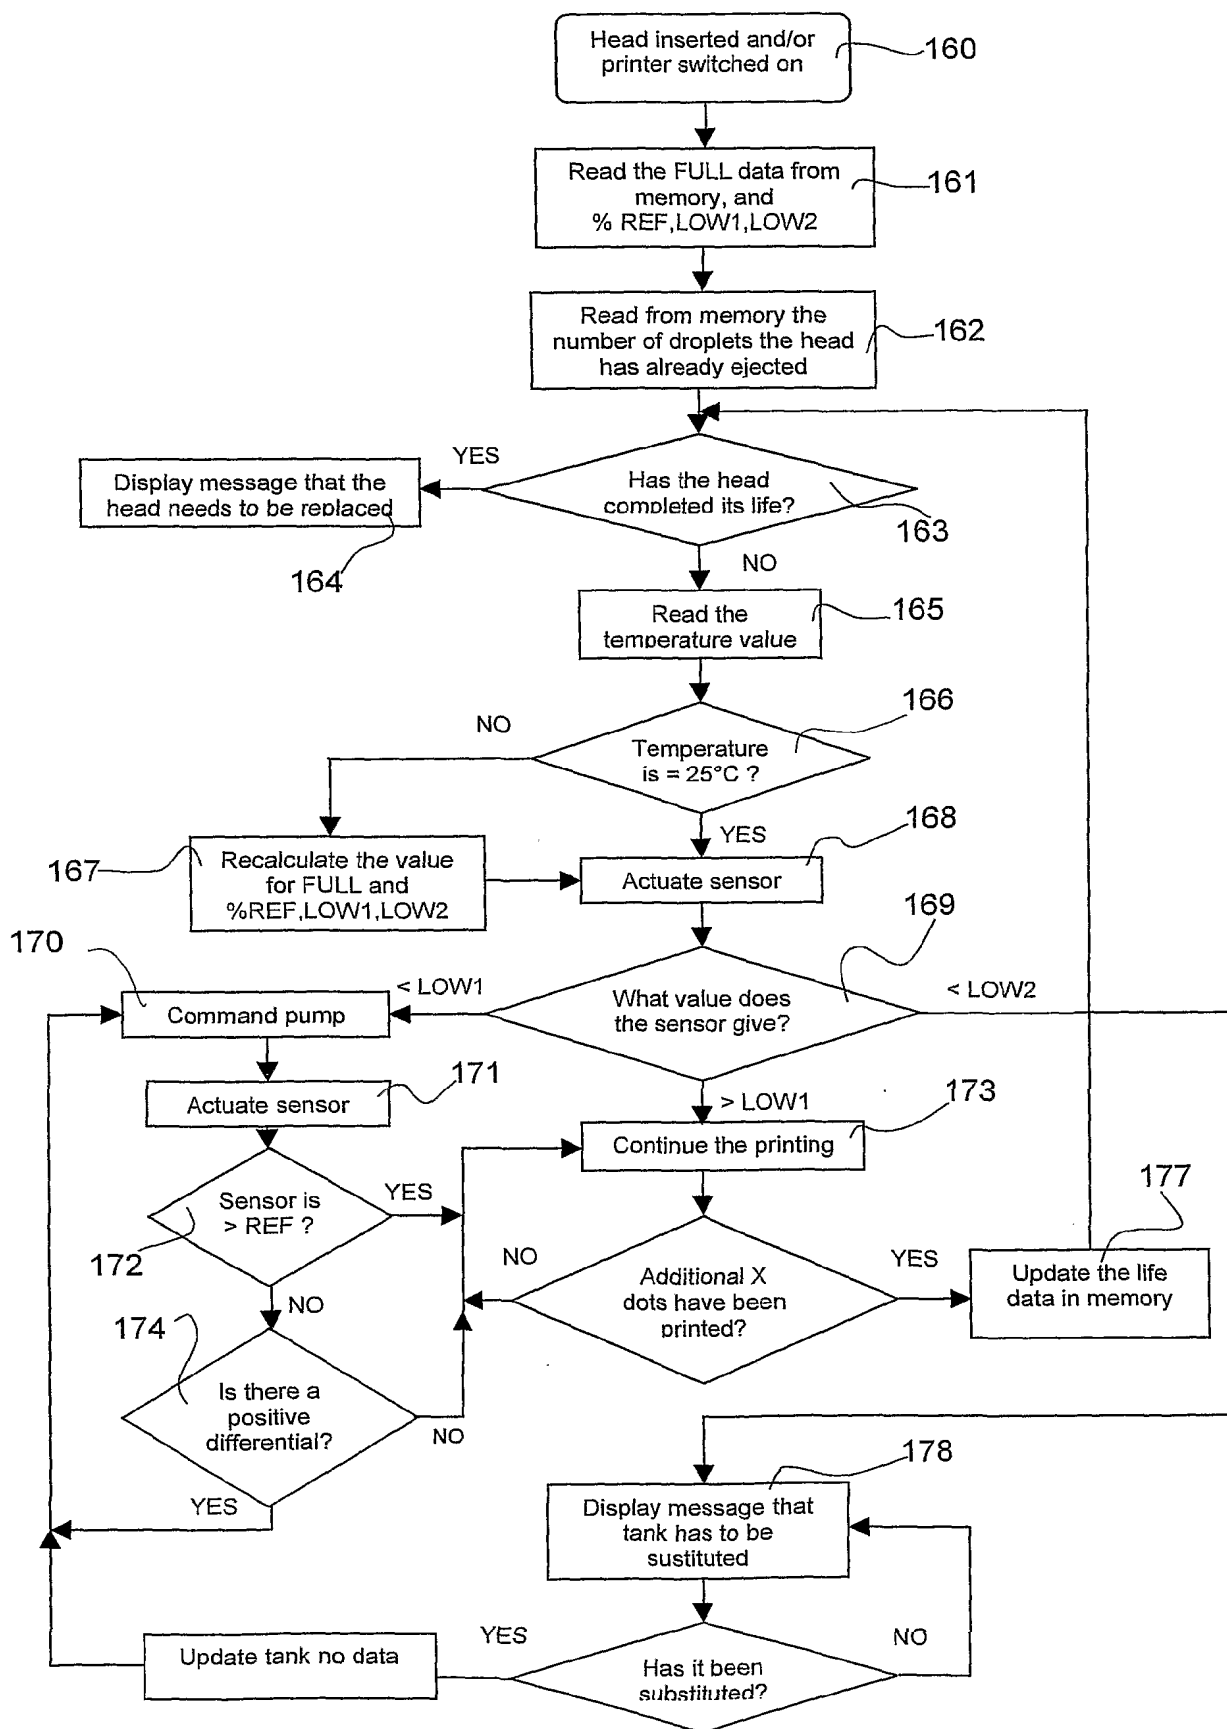 Head inserted and/or
printer switched on
160
Read the FULL data from
memory, and
% REF,LOW1,LOW2
161
Read from memory the
number of droplets the head
has already ejected
162
YES
Display message that the
head needs to be replaced
164
Has the head
completed its life?
163
NO
Read the
temperature value
165
166
NO
Temperature
is = 25°C ?
YES
168
167
Recalculate the value
for FULL and
%REF,LOW1,LOW2
Actuate sensor
169
170
< LOW1
< LOW2
Command pump
What value does
the sensor give?
171
Actuate sensor
> LOW1
173
Continue the printing
Sensor is
> REF ?
YES
172
NO
177
NO
Additional X
dots have been
printed?
YES
Update the life
data in memory
174
Is there a
positive
differential?
NO
YES
178
Display message that
tank has to be
sustituted
Update tank no data
YES
Has it been
substituted?
NO